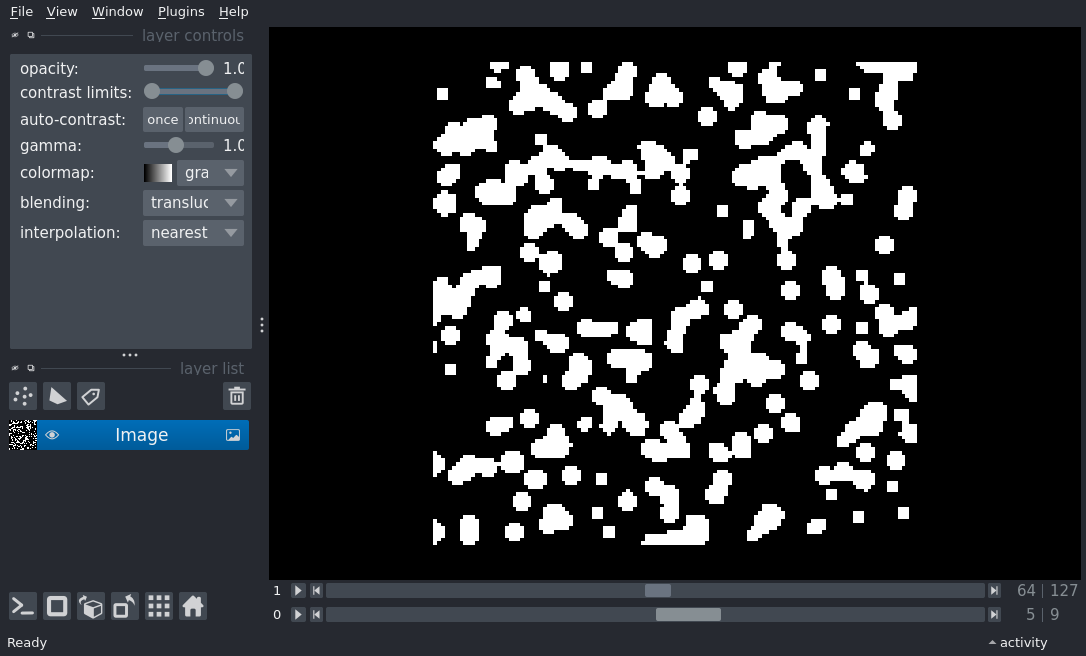 File View Window Plugins Help
layer controls
opacity: 1.0
contrast limits:
auto-contrast: once ontinuou
gamma: 1.0
colormap: gra
blending: transluc
interpolation: nearest
layer list
Image
1 64 127
0 5 9
Ready activity